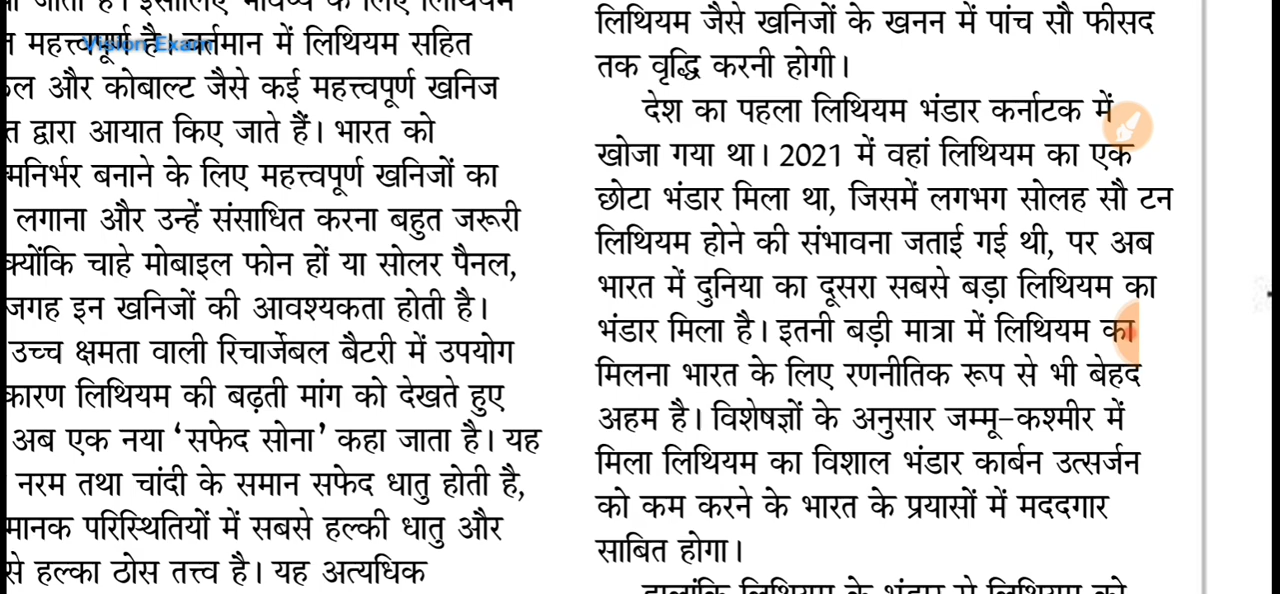 महत्त्वपूर्ण है। वर्तमान में लिथियम सहित
Vision Exam
और कोबाल्ट जैसे कई महत्त्वपूर्ण खनिज
द्वारा आयात किए जाते हैं। भारत को
बनाने के लिए महत्त्वपूर्ण खनिजों का
लगाना और उन्हें संसाधित करना बहुत जरूरी
क्योंकि चाहे मोबाइल फोन हों या सोलर पैनल,
जगह इन खनिजों की आवश्यकता होती है।
उच्च क्षमता वाली रिचार्जेबल बैटरी में उपयोग
कारण लिथियम की बढ़ती मांग को देखते हुए
अब एक नया ‘सफेद सोना’ कहा जाता है। यह
नरम तथा चांदी के समान सफेद धातु होती है,
मानक परिस्थितियों में सबसे हल्की धातु और
से हल्का ठोस तत्त्व है। यह अत्यधिक
लिथियम जैसे खनिजों के खनन में पांच सौ फीसद
तक वृद्धि करनी होगी।
देश का पहला लिथियम भंडार कर्नाटक में
खोजा गया था। 2021 में वहां लिथियम का एक
छोटा भंडार मिला था, जिसमें लगभग सोलह सौ टन
लिथियम होने की संभावना जताई गई थी, पर अब
भारत में दुनिया का दूसरा सबसे बड़ा लिथियम का
भंडार मिला है। इतनी बड़ी मात्रा में लिथियम का
मिलना भारत के लिए रणनीतिक रूप से भी बेहद
अहम है। विशेषज्ञों के अनुसार जम्मू-कश्मीर में
मिला लिथियम का विशाल भंडार कार्बन उत्सर्जन
को कम करने के भारत के प्रयासों में मददगार
साबित होगा।